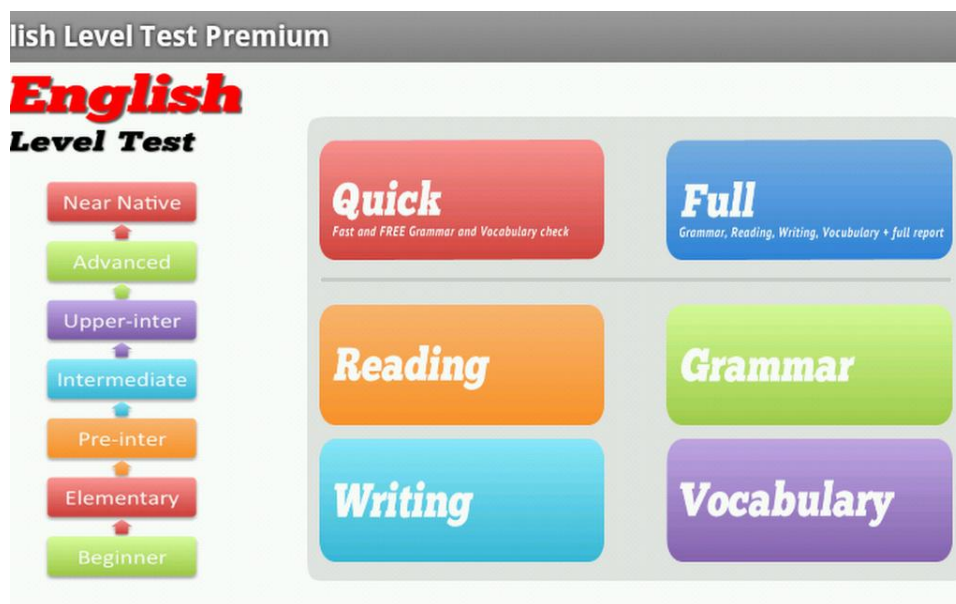 lish Level Test Premium
English
Level Test
Near Native
Advanced
Upper-inter
Intermediate
Pre-inter
Elementary
Beginner
Quick
Fast and FREE Grammar and Vocabulary check
Full
Grammar, Reading, Writing, Vocubulary + full report
Reading
Grammar
Writing
Vocabulary